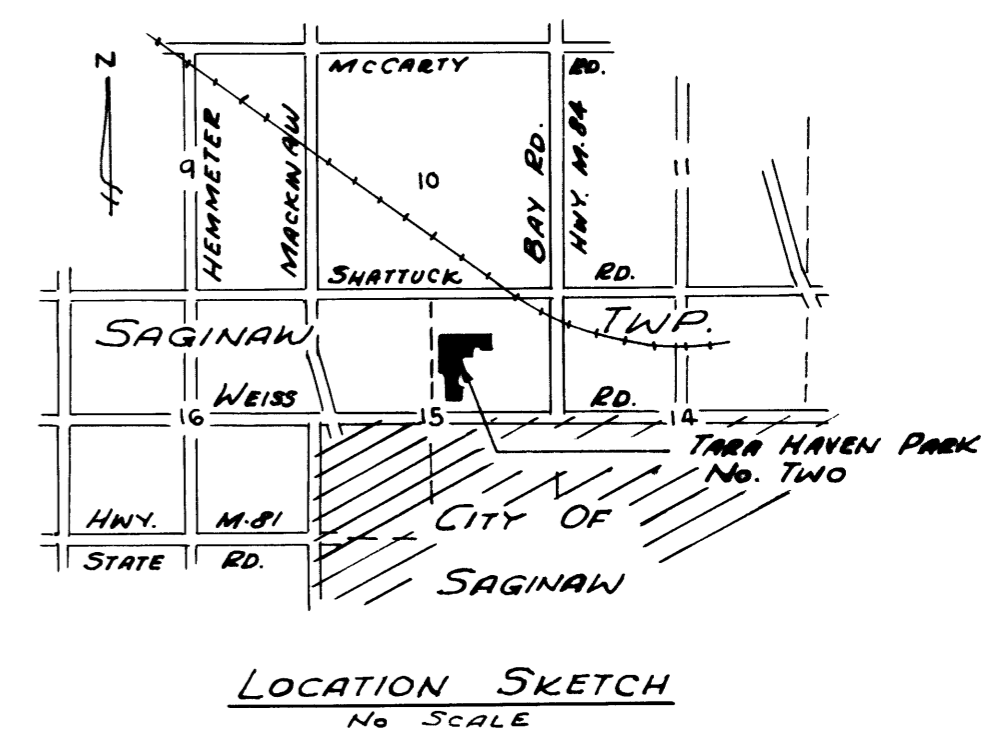 N
McCARTY RD.
9
HEMMETER
MACKINAW
10
BAY RD.
HWY. M.84
11
SHATTUCK RD.
SAGINAW TWP.
WEISS RD.
16
15
14
TARA HAVEN PARK
No. TWO
HWY. M.81
STATE RD.
CITY OF
SAGINAW
LOCATION SKETCH
No SCALE